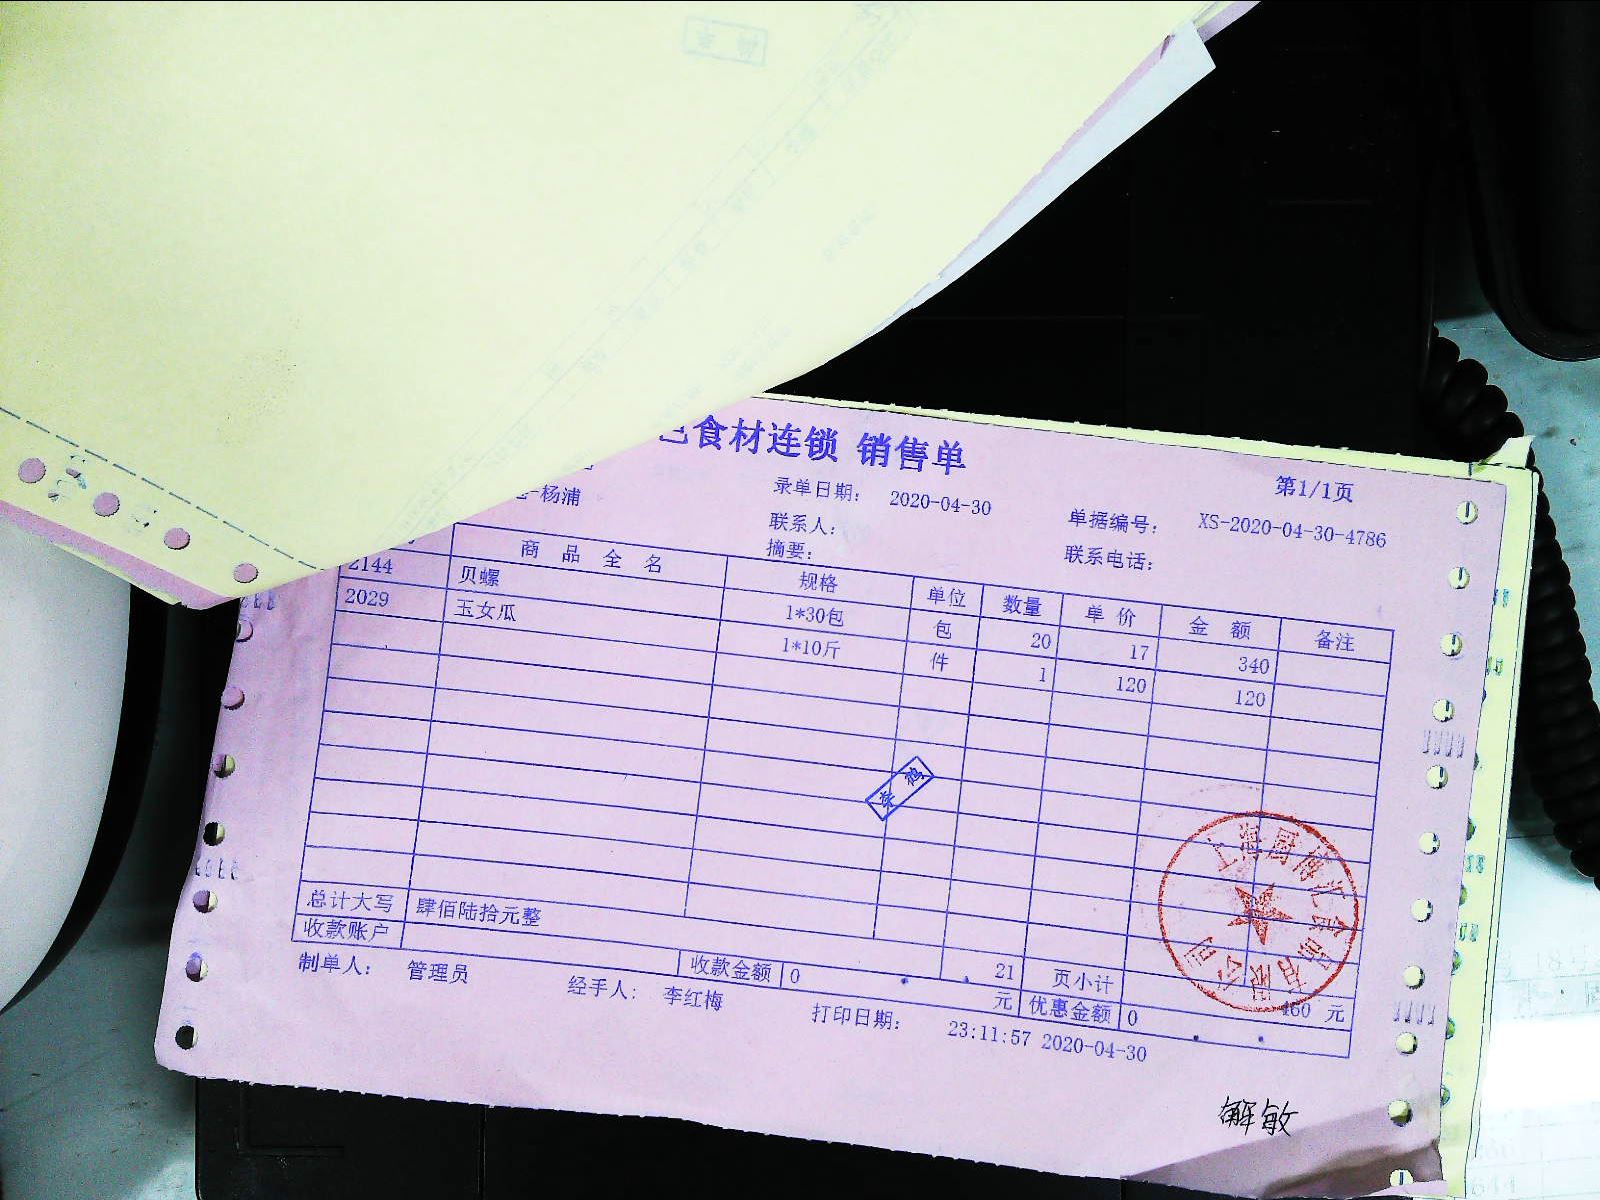 食材连锁 销售单
第1/1页
-杨浦
录单日期： 2020-04-30
单据编号： XS-2020-04-30-4786
联系人：
摘要：
联系电话：
商 品 全 名 规格 单位 数量 单 价 金 额 备注
2144 贝螺 1*30包 包 20 17 340
2029 玉女瓜 1*10斤 件 1 120 120
总计大写 肆佰陆拾元整 21 页小计 460 元
收款账户 收款金额 0 元 优惠金额 0
制单人： 管理员 经手人： 李红梅 打印日期： 23:11:57 2020-04-30
解敏